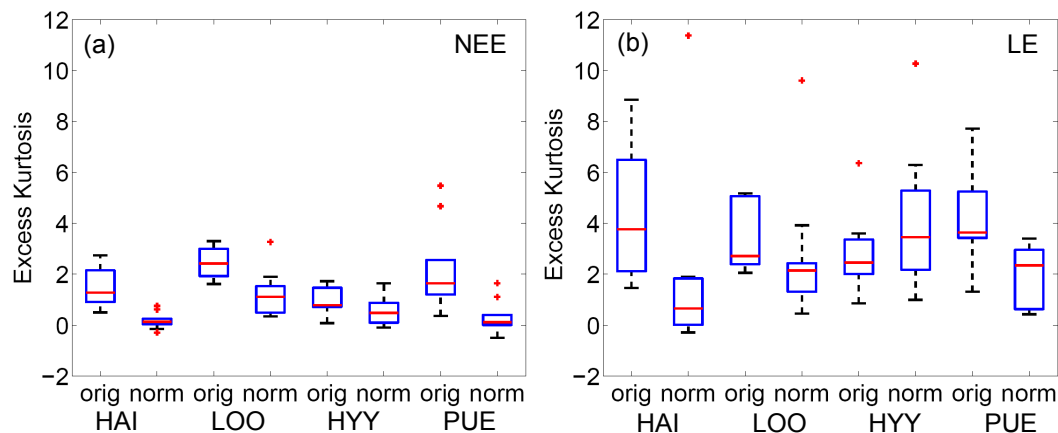 (a) NEE
Excess Kurtosis
12
10
8
6
4
2
0
−2
orig norm orig norm orig norm orig norm
HAI LOO HYY PUE
(b) LE
Excess Kurtosis
12
10
8
6
4
2
0
−2
orig norm orig norm orig norm orig norm
HAI LOO HYY PUE